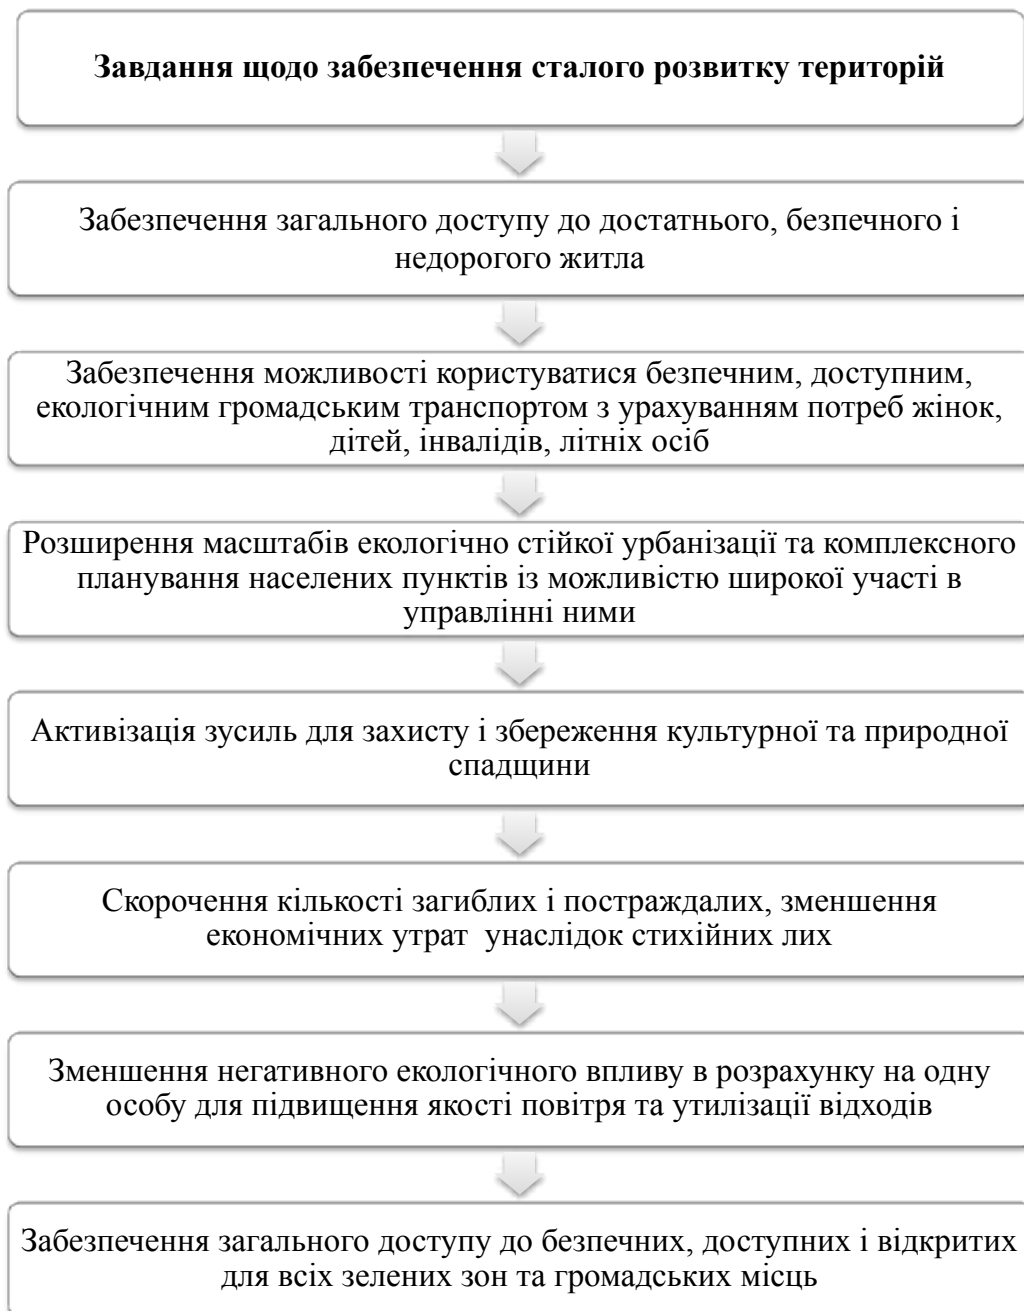 Завдання щодо забезпечення сталого розвитку територій
Забезпечення загального доступу до достатнього, безпечного і
недорогого житла
Забезпечення можливості користуватися безпечним, доступним,
екологічним громадським транспортом з урахуванням потреб жінок,
дітей, інвалідів, літніх осіб
Розширення масштабів екологічно стійкої урбанізації та комплексного
планування населених пунктів із можливістю широкої участі в
управлінні ними
Активізація зусиль для захисту і збереження культурної та природної
спадщини
Скорочення кількості загиблих і постраждалих, зменшення
економічних утрат  унаслідок стихійних лих
Зменшення негативного екологічного впливу в розрахунку на одну
особу для підвищення якості повітря та утилізації відходів
Забезпечення загального доступу до безпечних, доступних і відкритих
для всіх зелених зон та громадських місць